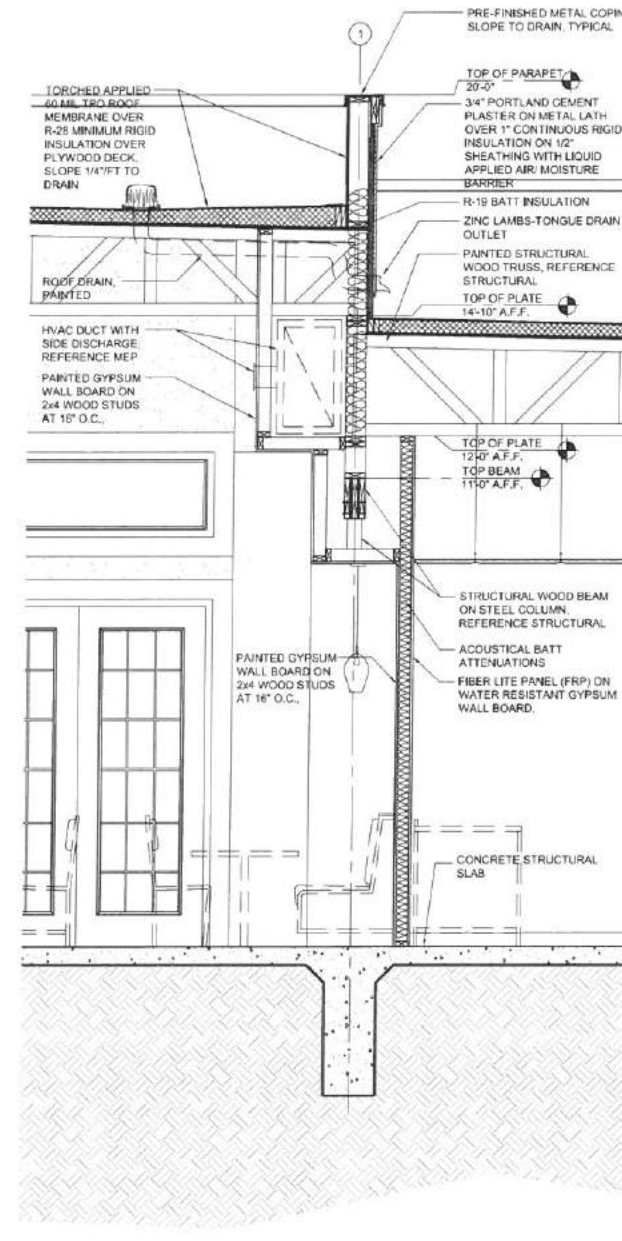 PRE-FINISHED METAL COPIN
SLOPE TO DRAIN, TYPICAL
1
TOP OF PARAPET
20'-0"
TORCHED APPLIED
60 MIL TPO ROOF
MEMBRANE OVER
R-28 MINIMUM RIGID
INSULATION OVER
PLYWOOD DECK,
SLOPE 1/4"/FT TO
DRAIN
3/4" PORTLAND CEMENT
PLASTER ON METAL LATH
OVER 1" CONTINUOUS RIGID
INSULATION ON 1/2"
SHEATHING WITH LIQUID
APPLIED AIR/ MOISTURE
BARRIER
R-19 BATT INSULATION
ZINC LAMBS-TONGUE DRAIN
OUTLET
PAINTED STRUCTURAL
WOOD TRUSS, REFERENCE
STRUCTURAL
ROOF DRAIN,
PAINTED
TOP OF PLATE
14'-10" A.F.F.
HVAC DUCT WITH
SIDE DISCHARGE,
REFERENCE MEP
PAINTED GYPSUM
WALL BOARD ON
2x4 WOOD STUDS
AT 16" O.C.,
TOP OF PLATE
12'-0" A.F.F.
TOP BEAM
11'-0" A.F.F.
STRUCTURAL WOOD BEAM
ON STEEL COLUMN,
REFERENCE STRUCTURAL
ACOUSTICAL BATT
ATTENUATIONS
PAINTED GYPSUM
WALL BOARD ON
2x4 WOOD STUDS
AT 16" O.C.,
FIBER LITE PANEL (FRP) ON
WATER RESISTANT GYPSUM
WALL BOARD,
CONCRETE STRUCTURAL
SLAB